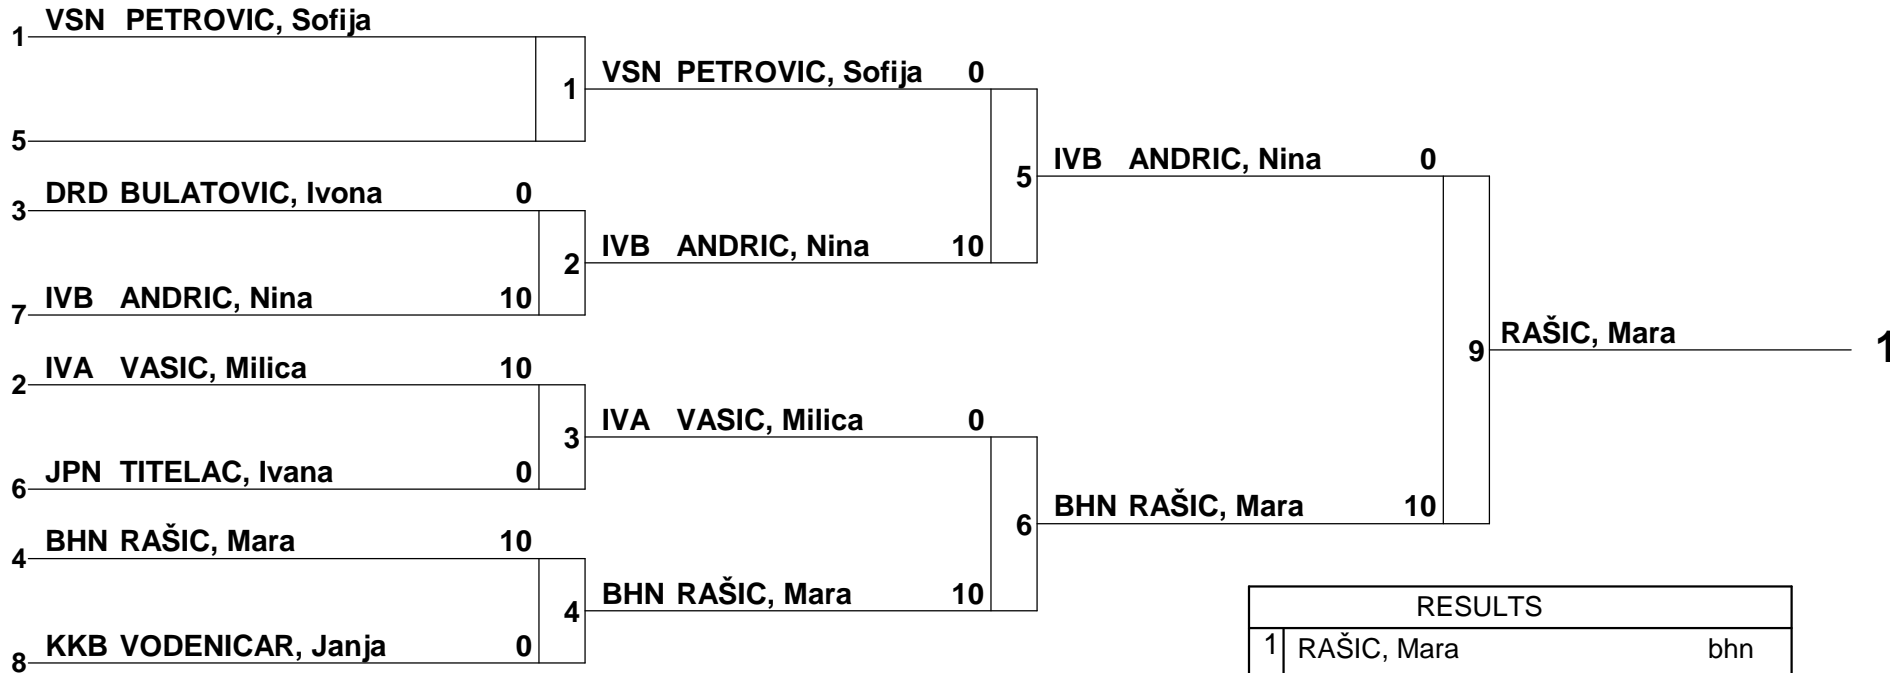 1 VSN PETROVIC, Sofija
1 VSN PETROVIC, Sofija 0
5
5 IVB ANDRIC, Nina 0
3 DRD BULATOVIC, Ivona 0
2 IVB ANDRIC, Nina 10
7 IVB ANDRIC, Nina 10
9 RAŠIC, Mara 1
2 IVA VASIC, Milica 10
3 IVA VASIC, Milica 0
6 JPN TITELAC, Ivana 0
6 BHN RAŠIC, Mara 10
4 BHN RAŠIC, Mara 10
4 BHN RAŠIC, Mara 10
8 KKB VODENICAR, Janja 0
RESULTS
1 RAŠIC, Mara bhn